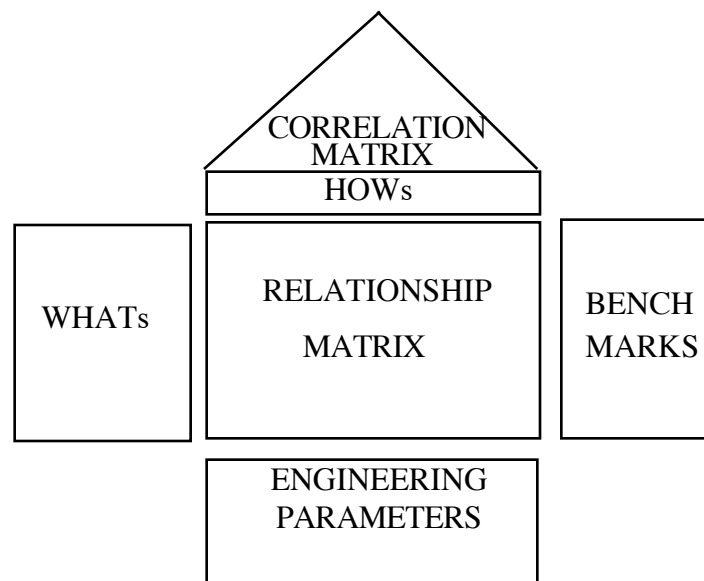 CORRELATION
MATRIX
HOWs
WHATs
RELATIONSHIP
MATRIX
BENCH
MARKS
ENGINEERING
PARAMETERS